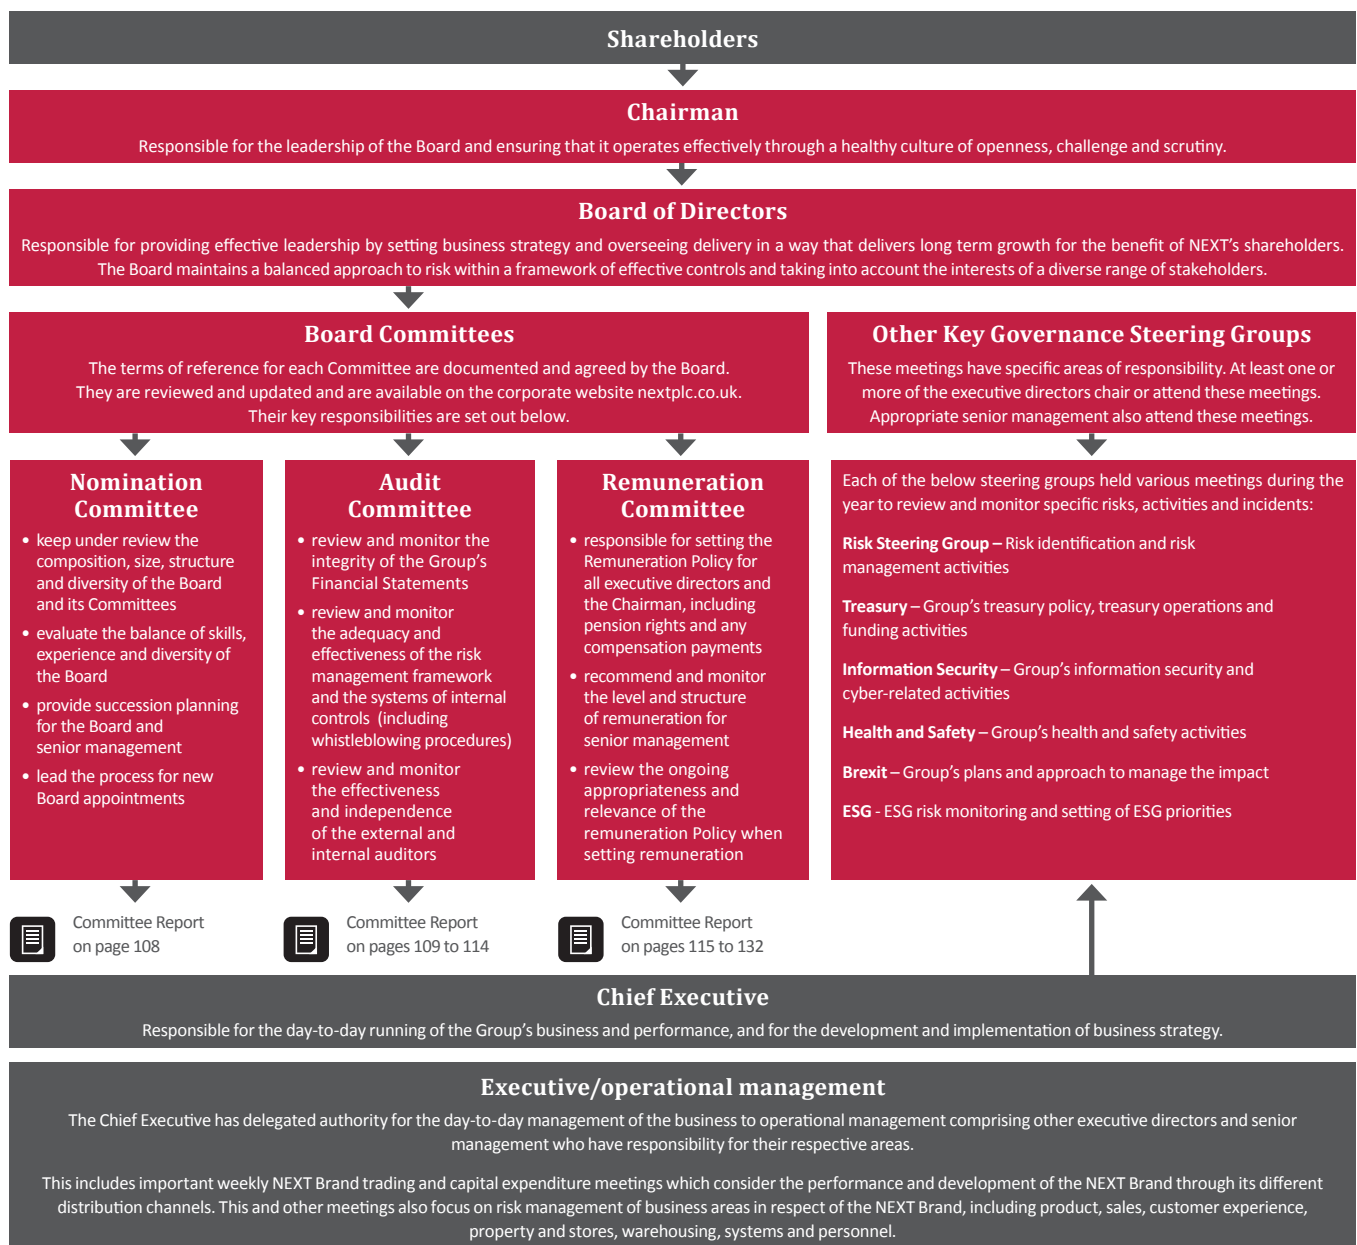 Shareholders
Chairman
Responsible for the leadership of the Board and ensuring that it operates effectively through a healthy culture of openness, challenge and scrutiny.
Board of Directors
Responsible for providing effective leadership by setting business strategy and overseeing delivery in a way that delivers long term growth for the benefit of NEXT's shareholders.
The Board maintains a balanced approach to risk within a framework of effective controls and taking into account the interests of a diverse range of stakeholders.
Board Committees
The terms of reference for each Committee are documented and agreed by the Board.
They are reviewed and updated and are available on the corporate website nextplc.co.uk.
Their key responsibilities are set out below.
Other Key Governance Steering Groups
These meetings have specific areas of responsibility. At least one or
more of the executive directors chair or attend these meetings.
Appropriate senior management also attend these meetings.
Nomination
Committee
• keep under review the
composition, size, structure
and diversity of the Board
and its Committees
• evaluate the balance of skills,
experience and diversity of
the Board
• provide succession planning
for the Board and
senior management
• lead the process for new
Board appointments
Audit
Committee
• review and monitor the
integrity of the Group's
Financial Statements
• review and monitor
the adequacy and
effectiveness of the risk
management framework
and the systems of internal
controls (including
whistleblowing procedures)
• review and monitor
the effectiveness
and independence
of the external and
internal auditors
Remuneration
Committee
• responsible for setting the
Remuneration Policy for
all executive directors and
the Chairman, including
pension rights and any
compensation payments
• recommend and monitor
the level and structure
of remuneration for
senior management
• review the ongoing
appropriateness and
relevance of the
remuneration Policy when
setting remuneration
Each of the below steering groups held various meetings during the
year to review and monitor specific risks, activities and incidents:
Risk Steering Group – Risk identification and risk
management activities
Treasury – Group's treasury policy, treasury operations and
funding activities
Information Security – Group's information security and
cyber-related activities
Health and Safety – Group's health and safety activities
Brexit – Group's plans and approach to manage the impact
ESG - ESG risk monitoring and setting of ESG priorities
Committee Report
on page 108
Committee Report
on pages 109 to 114
Committee Report
on pages 115 to 132
Chief Executive
Responsible for the day-to-day running of the Group's business and performance, and for the development and implementation of business strategy.
Executive/operational management
The Chief Executive has delegated authority for the day-to-day management of the business to operational management comprising other executive directors and senior
management who have responsibility for their respective areas.
This includes important weekly NEXT Brand trading and capital expenditure meetings which consider the performance and development of the NEXT Brand through its different
distribution channels. This and other meetings also focus on risk management of business areas in respect of the NEXT Brand, including product, sales, customer experience,
property and stores, warehousing, systems and personnel.